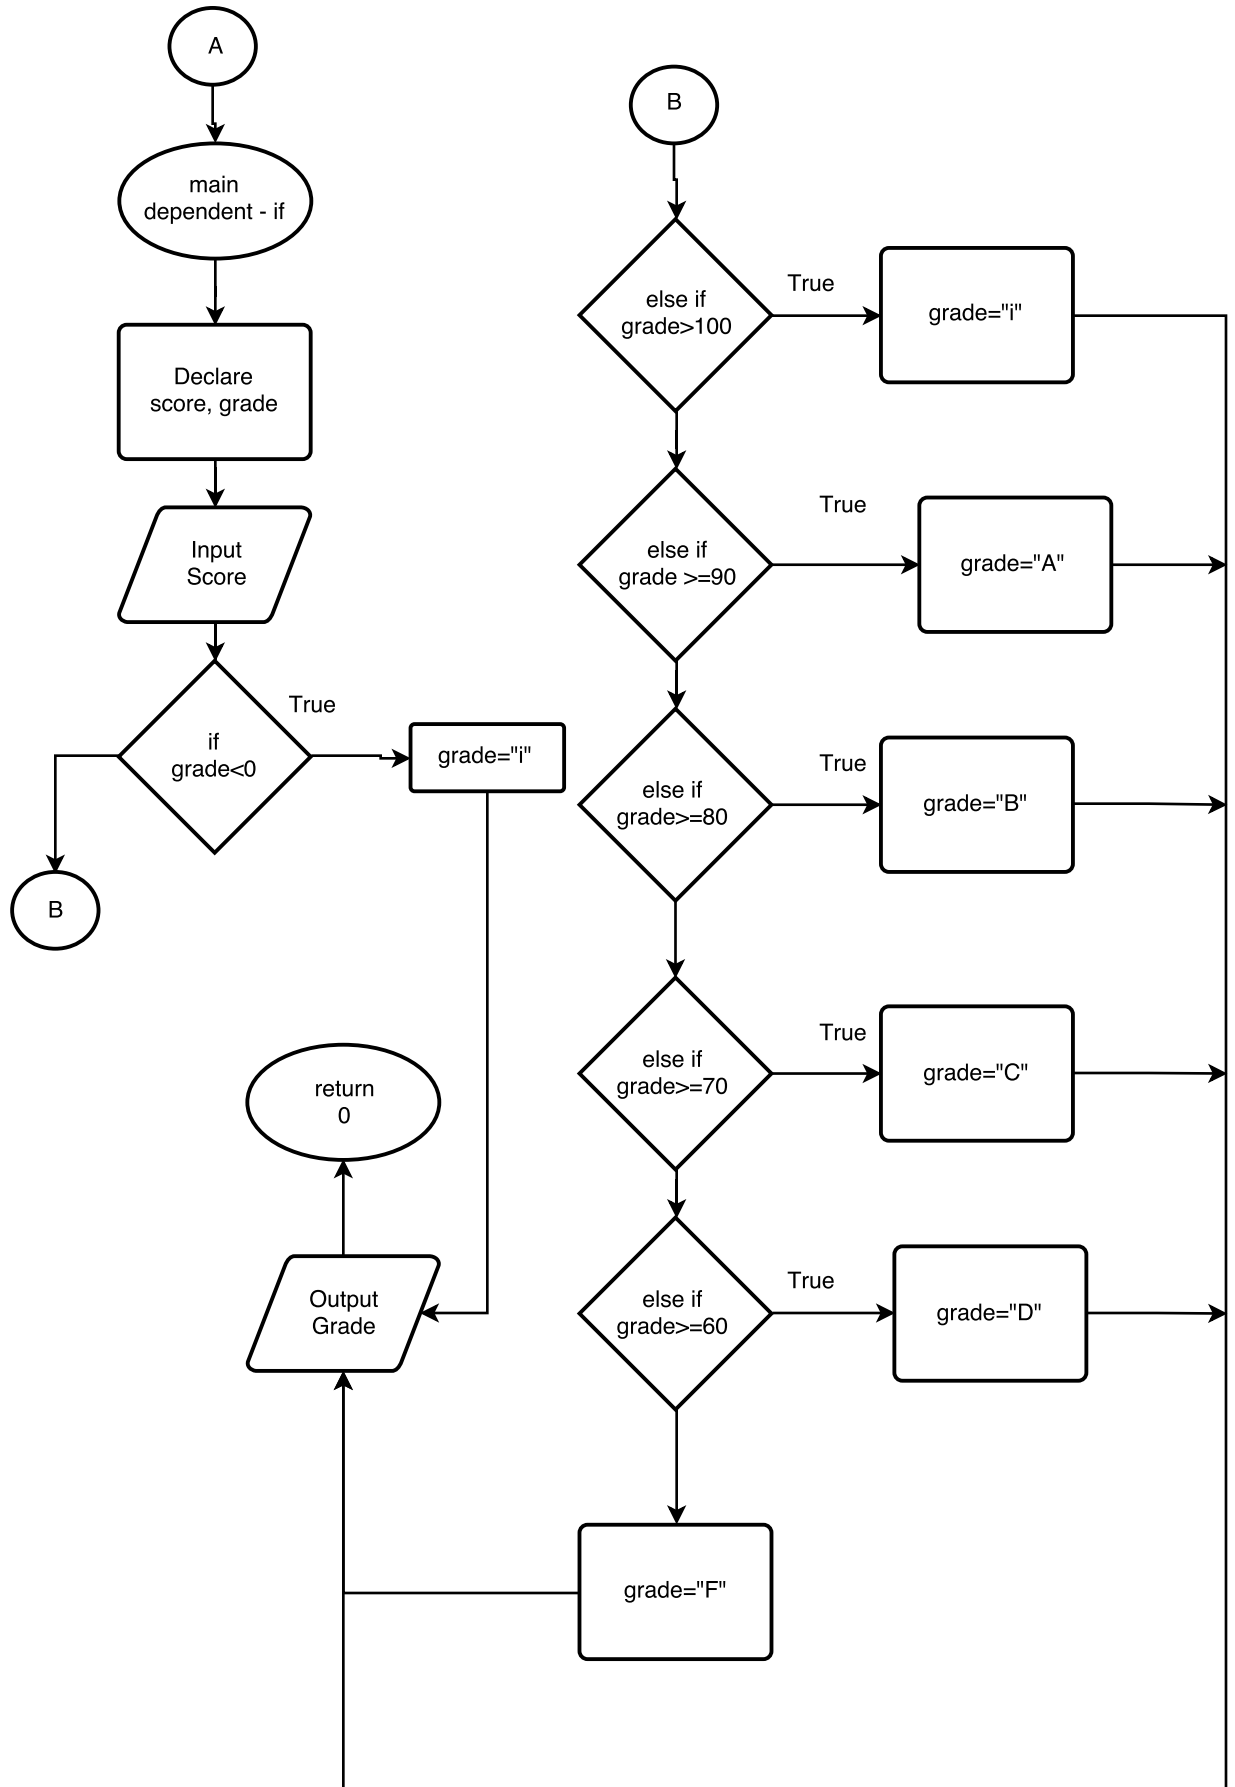 A
main
dependent - if
Declare
score, grade
Input
Score
if
grade<0
True
grade="i"
B
return
0
Output
Grade
B
else if
grade>100
True
grade="i"
else if
grade >=90
True
grade="A"
else if
grade>=80
True
grade="B"
else if
grade>=70
True
grade="C"
else if
grade>=60
True
grade="D"
grade="F"